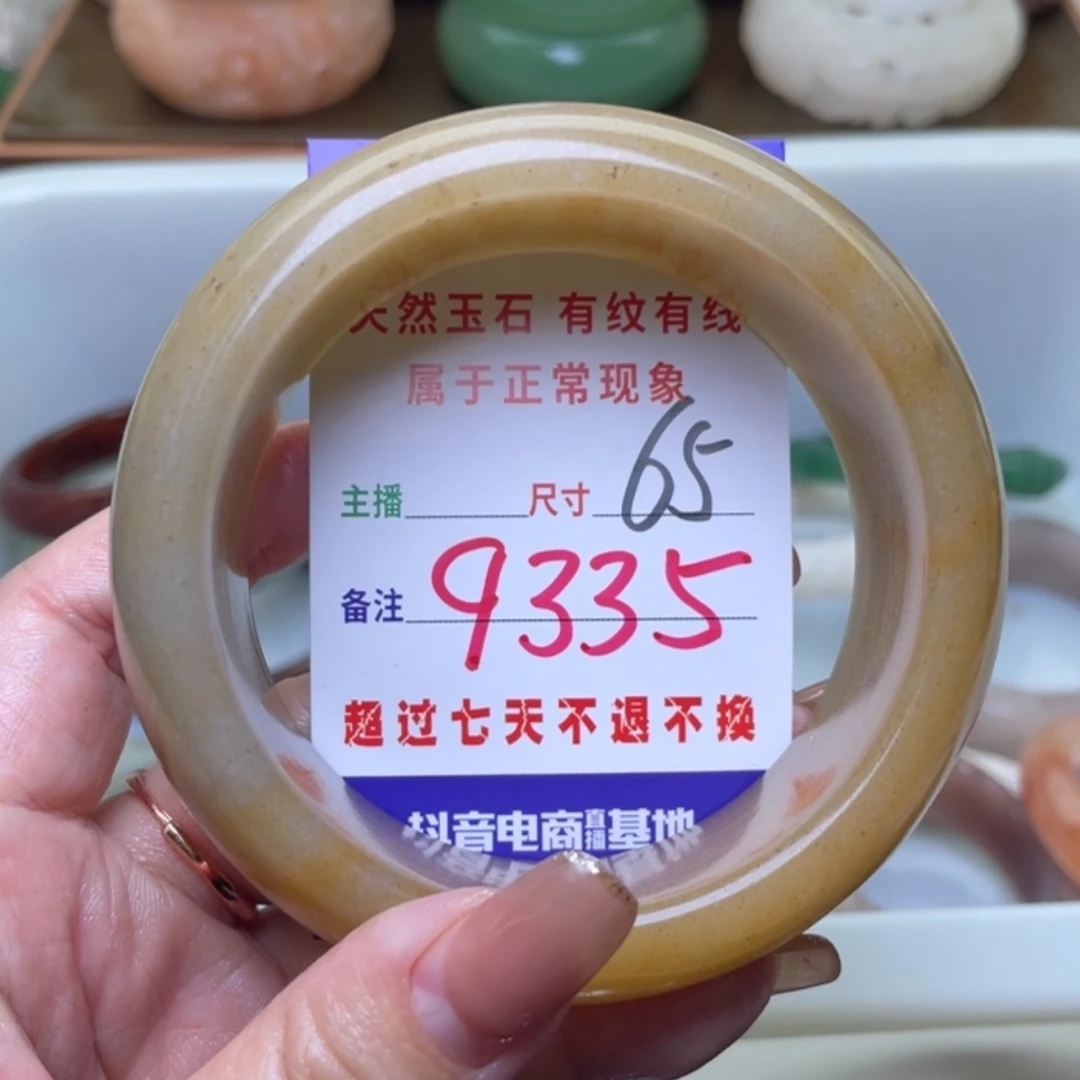 天然玉石 有纹有线
属于正常现象
主播 尺寸 65
备注 9335
超过七天不退不换
抖音电商直播基地